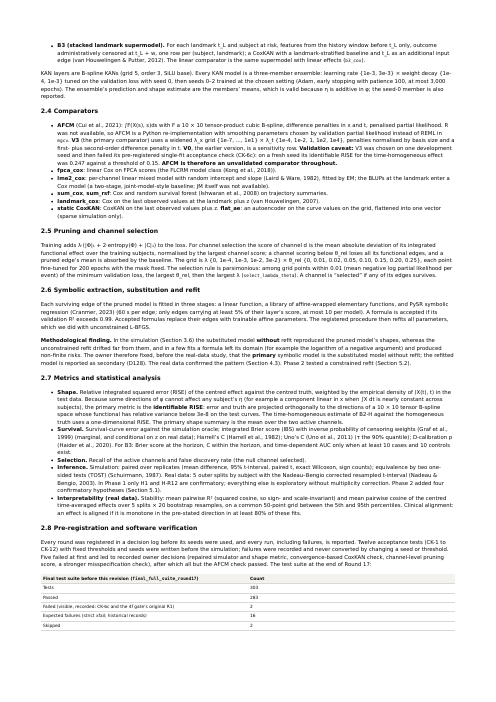 • B3 (stacked landmark supermodel). For each landmark t_L and subject at risk, features from the history window before t_L only, outcome
administratively censored at t_L + w, one row per (subject, landmark); a CoxKAN with a landmark-stratified baseline and t_L as an additional input
edge (van Houwelingen & Putter, 2012). The linear comparator is the same supermodel with linear effects
KAN layers are B-spline KANs (grid 5, order 3, SiLU base). Every KAN model is a three-member ensemble: learning rate {1e-3, 3e-3} × weight decay {1e-
4, 1e-3} tuned on the validation loss with seed 0, then seeds 0–2 trained at the chosen setting (Adam, early stopping with patience 100, at most 3,000
epochs). The ensemble's prediction and shape estimate are the members' means, which is valid because η is additive in φ; the seed-0 member is also
reported.
2.4 Comparators
• AFCM (Cui et al., 2021): F with a 10 × 10 tensor-product cubic B-spline, difference penalties in x and t, penalised partial likelihood. R
was not available, so AFCM is a Python re-implementation with smoothing parameters chosen by validation partial likelihood instead of REML in
mgcv. V3 (the primary comparator) uses an extended λ_x grid {1e-7, ..., 1e1} × λ_t {1e-4, 1e-2, 1, 1e2, 1e4}, penalties normalised by basis size and a
first- plus second-order difference penalty in t. V0, the earlier version, is a sensitivity row. Validation caveat: V3 was chosen on one development
seed and then failed its pre-registered single-fit acceptance check (CK-6c): on a fresh seed its identifiable RISE for the time-homogeneous effect
was 0.247 against a threshold of 0.15. AFCM is therefore an unvalidated comparator throughout.
• fpca_cox: linear Cox on FPCA scores (the FLCRM model class (Kong et al., 2018)).
• lme2_cox: per-channel linear mixed model with random intercept and slope (Laird & Ware, 1982), fitted by EM; the BLUPs at the landmark enter a
Cox model (a two-stage, joint-model-style baseline; JM itself was not available).
• sum_cox, sum_rsf: Cox and random survival forest (Ishwaran et al., 2008) on trajectory summaries.
• landmark_cox: Cox on the last observed values at the landmark plus z (van Houwelingen, 2007).
• static CoxKAN: CoxKAN on the last observed values plus z. flat_ae: an autoencoder on the curve values on the grid, flattened into one vector
(sparse simulation only).
2.5 Pruning and channel selection
Training adds to the loss. For channel selection the score of channel d is the mean absolute deviation of its integrated
functional effect over the training subjects, normalised by the largest channel score; a channel scoring below θ_rel loses all its functional edges, and a
pruned edge's mean is absorbed by the baseline. The grid is λ {0, 1e-4, 1e-3, 1e-2, 3e-2} × θ_rel {0, 0.01, 0.02, 0.05, 0.10, 0.15, 0.20, 0.25}, each point
fine-tuned for 200 epochs with the mask fixed. The selection rule is parsimonious: among grid points within 0.01 (mean negative log partial likelihood per
event) of the minimum validation loss, the largest θ_rel, then the largest λ (select_lambda_theta). A channel is "selected" if any of its edges survives.
2.6 Symbolic extraction, substitution and refit
Each surviving edge of the pruned model is fitted in three stages: a linear function, a library of affine-wrapped elementary functions, and PySR symbolic
regression (Cranmer, 2023) (60 s per edge; only edges carrying at least 5% of their layer's score, at most 10 per model). A formula is accepted if its
validation R² exceeds 0.99. Accepted formulas replace their edges with trainable affine parameters. The registered procedure then refits all parameters,
which we did with unconstrained L-BFGS.
Methodological finding. In the simulation (Section 3.6) the substituted model without refit reproduced the pruned model's shapes, whereas the
unconstrained refit drifted far from them, and in a few fits a formula left its domain (for example the logarithm of a negative argument) and produced
non-finite risks. The owner therefore fixed, before the real-data study, that the primary symbolic model is the substituted model without refit; the refitted
model is reported as secondary (D128). The real data confirmed the pattern (Section 4.3). Phase 2 tested a constrained refit (Section 5.2).
2.7 Metrics and statistical analysis
• Shape. Relative integrated squared error (RISE) of the centred effect against the centred truth, weighted by the empirical density of (X(t), t) in the
test data. Because some directions of φ cannot affect any subject's η (for example a component linear in x when ∫X dt is nearly constant across
subjects), the primary metric is the identifiable RISE: error and truth are projected orthogonally to the directions of a 10 × 10 tensor B-spline
space whose functional has relative variance below 3e-8 on the test curves. The time-homogeneous estimate of B2-H against the homogeneous
truth uses a one-dimensional RISE. The primary shape summary is the mean over the two active channels.
• Survival. Survival-curve error against the simulation oracle; integrated Brier score (IBS) with inverse probability of censoring weights (Graf et al.,
1999) (marginal, and conditional on z on real data); Harrell's C (Harrell et al., 1982); Uno's C (Uno et al., 2011) (τ the 90% quantile); D-calibration p
(Haider et al., 2020). For B3: Brier score at the horizon, C within the horizon, and time-dependent AUC only when at least 10 cases and 10 controls
exist.
• Selection. Recall of the active channels and false discovery rate (the null channel selected).
• Inference. Simulation: paired over replicates (mean difference, 95% t-interval, paired t, exact Wilcoxon, sign counts); equivalence by two one-
sided tests (TOST) (Schuirmann, 1987). Real data: 5 outer splits by subject with the Nadeau–Bengio corrected resampled t-interval (Nadeau &
Bengio, 2003). In Phase 1 only H1 and H-R12 are confirmatory; everything else is exploratory without multiplicity correction. Phase 2 added four
confirmatory hypotheses (Section 5.1).
• Interpretability (real data). Stability: mean pairwise R² (squared cosine, so sign- and scale-invariant) and mean pairwise cosine of the centred
time-averaged effects over 5 splits × 20 bootstrap resamples, on a common 50-point grid between the 5th and 95th percentiles. Clinical alignment:
an effect is aligned if it is monotone in the pre-stated direction in at least 80% of these fits.
2.8 Pre-registration and software verification
Every round was registered in a decision log before its seeds were used, and every run, including failures, is reported. Twelve acceptance tests (CK-1 to
CK-12) with fixed thresholds and seeds were written before the simulation; failures were recorded and never converted by changing a seed or threshold.
Five failed at first and led to recorded owner decisions (repaired simulator and shape metric, convergence-based CoxKAN check, channel-level pruning
score, a stronger misspecification check), after which all but the AFCM check passed. The test suite at the end of Round 17:
Final test suite before this revision (final_full_suite_round17) Count
Tests 303
Passed 283
Failed (visible, recorded: CK-6c and the 4f gate's original R1) 2
Expected failures (strict xfail; historical records) 16
Skipped 2